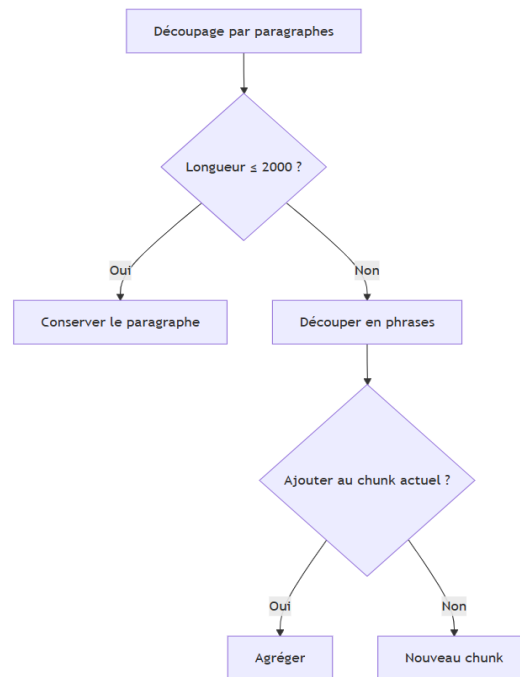 Découpage par paragraphes
Longueur ≤ 2000 ?
Oui
Non
Conserver le paragraphe
Découper en phrases
Ajouter au chunk actuel ?
Oui
Non
Agréger
Nouveau chunk